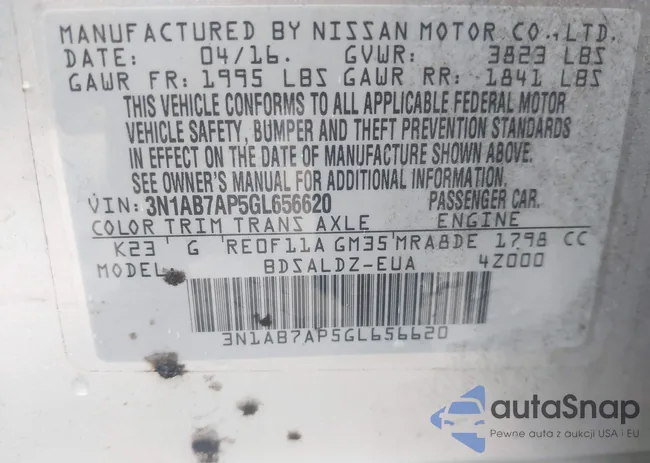 MANUFACTURED BY NISSAN MOTOR CO.,LTD.
DATE: 04/16. GVWR: 3823 LBS
GAWR FR: 1995 LBS GAWR RR: 1841 LBS
THIS VEHICLE CONFORMS TO ALL APPLICABLE FEDERAL MOTOR
VEHICLE SAFETY, BUMPER AND THEFT PREVENTION STANDARDS
IN EFFECT ON THE DATE OF MANUFACTURE SHOWN ABOVE.
SEE OWNER'S MANUAL FOR ADDITIONAL INFORMATION.
VIN: 3N1AB7AP5GL656620 PASSENGER CAR.
COLOR TRIM TRANS AXLE ENGINE
K23 G RE0F11A GM35 MRA8DE 1798 CC
MODEL BDSALDZ-EUA 4Z000
3N1AB7AP5GL656620
autaSnap
Pewne auta z aukcji USA i EU